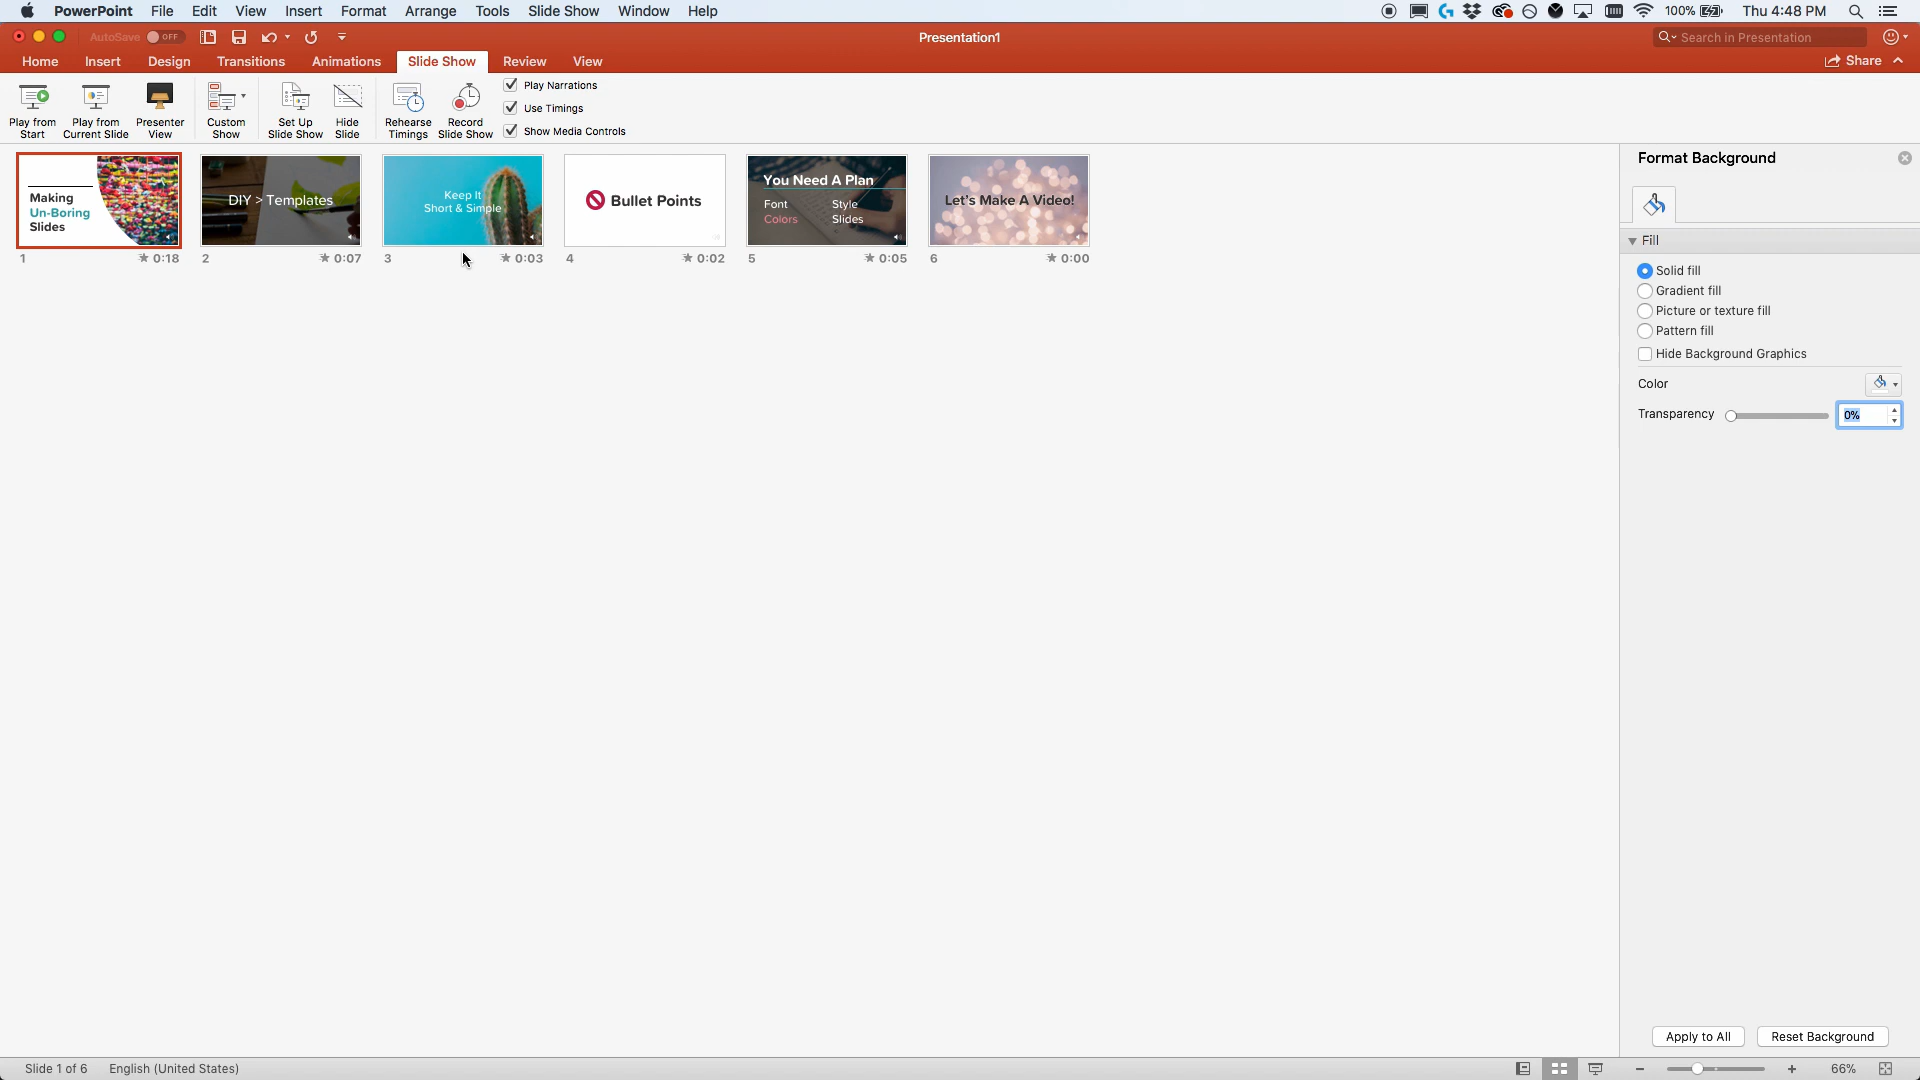 PowerPoint File Edit View Insert Format Arrange Tools Slide Show Window Help 100% Thu 4:48 PM
AutoSave OFF Presentation1 Search in Presentation
Home Insert Design Transitions Animations Slide Show Review View Share
Play from Start
Play from Current Slide
Presenter View
Custom Show
Set Up Slide Show
Hide Slide
Rehearse Timings
Record Slide Show
Play Narrations
Use Timings
Show Media Controls
Making
Un-Boring
Slides
1 0:18
DIY > Templates
2 0:07
Keep It
Short & Simple
3 0:03
Bullet Points
4 0:02
You Need A Plan
Font Style
Colors Slides
5 0:05
Let's Make A Video!
6 0:00
Format Background
Fill
Solid fill
Gradient fill
Picture or texture fill
Pattern fill
Hide Background Graphics
Color
Transparency 0%
Apply to All Reset Background
Slide 1 of 6 English (United States) 66%